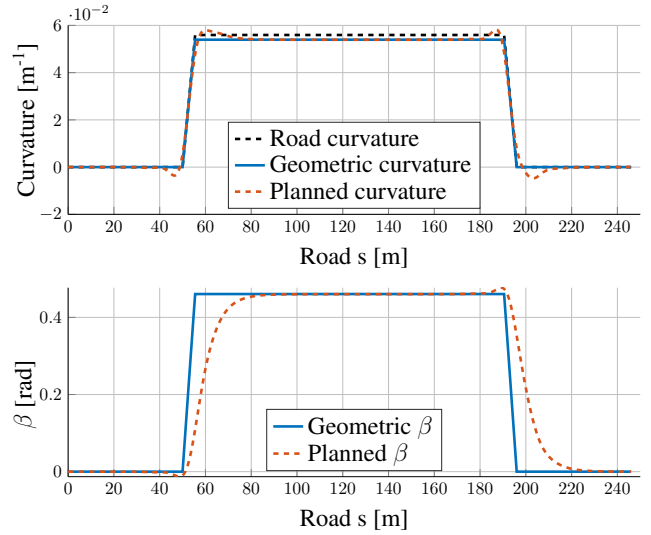 ·10⁻²
6
4
2
0
−2
Curvature [m⁻¹]
Road curvature
Geometric curvature
Planned curvature
0 20 40 60 80 100 120 140 160 180 200 220 240
Road s [m]
0.4
0.2
0
β [rad]
Geometric β
Planned β
0 20 40 60 80 100 120 140 160 180 200 220 240
Road s [m]